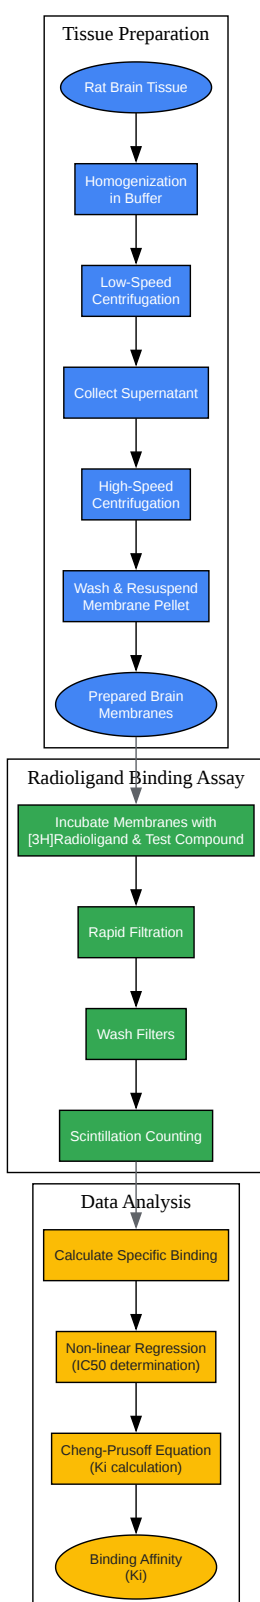 Tissue Preparation
Rat Brain Tissue
Homogenization
in Buffer
Low-Speed
Centrifugation
Collect Supernatant
High-Speed
Centrifugation
Wash & Resuspend
Membrane Pellet
Prepared Brain
Membranes
Radioligand Binding Assay
Incubate Membranes with
[3H]Radioligand & Test Compound
Rapid Filtration
Wash Filters
Scintillation Counting
Data Analysis
Calculate Specific Binding
Non-linear Regression
(IC50 determination)
Cheng-Prusoff Equation
(Ki calculation)
Binding Affinity
(Ki)